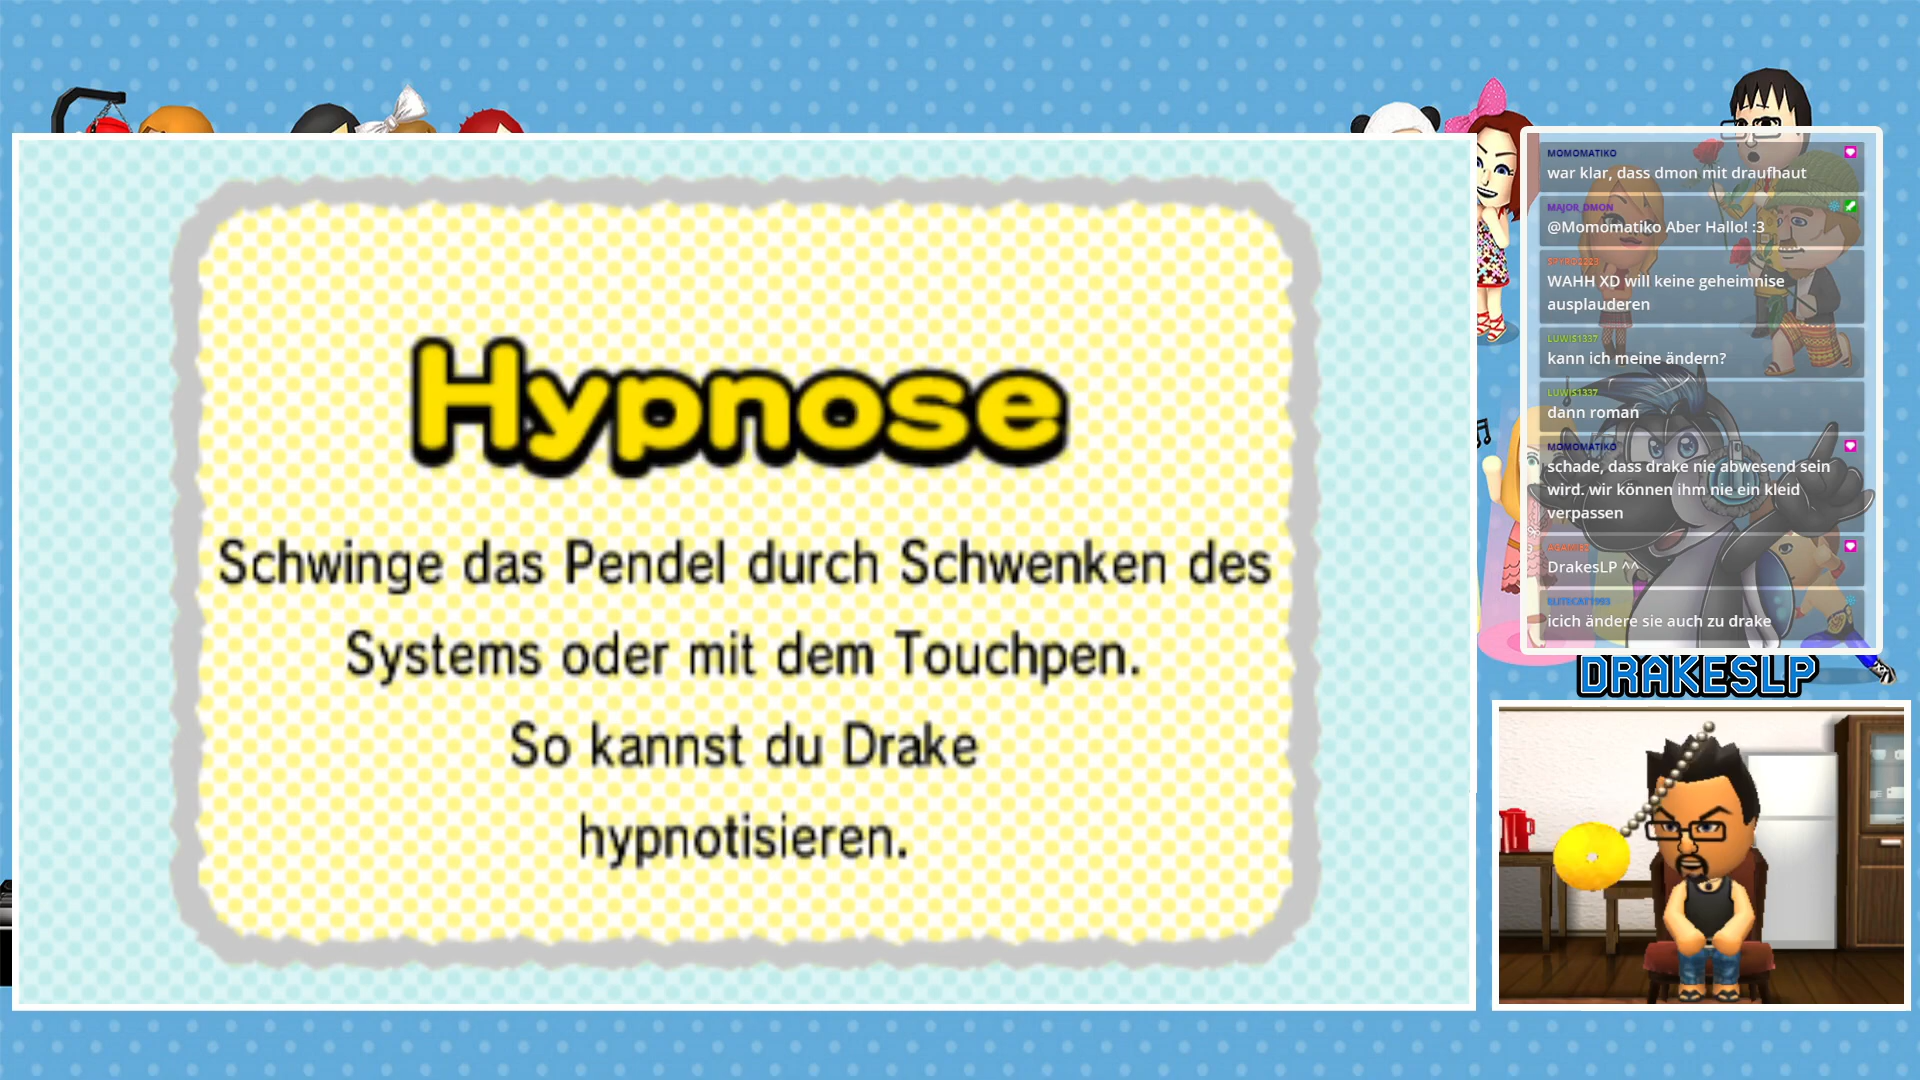 Hypnose
Schwinge das Pendel durch Schwenken des
Systems oder mit dem Touchpen.
So kannst du Drake
hypnotisieren.
MOMOMATIKO
war klar, dass dmon mit draufhaut
MAJOR_DMON
@Momomatiko Aber Hallo! :3
WAHH XD will keine geheimnise
ausplauderen
LUWIS1337
kann ich meine ändern?
LUWIS1337
dann roman
MOMOMATIKO
schade, dass drake nie abwesend sein
wird. wir können ihm nie ein kleid
verpassen
DrakesLP ^^
icich ändere sie auch zu drake
DRAKESLP